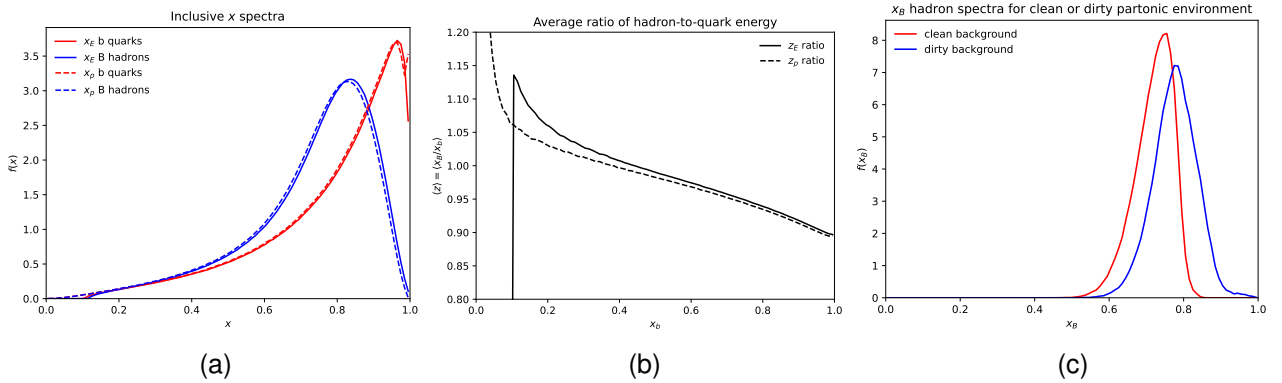 Inclusive x spectra
x_E b quarks
x_E B hadrons
x_p b quarks
x_p B hadrons
f(x)
3.5
3.0
2.5
2.0
1.5
1.0
0.5
0.0
0.0 0.2 0.4 0.6 0.8 1.0
x
(a)
Average ratio of hadron-to-quark energy
z_E ratio
z_p ratio
⟨z⟩ = ⟨x_B/x_b⟩
1.20
1.15
1.10
1.05
1.00
0.95
0.90
0.85
0.80
0.0 0.2 0.4 0.6 0.8 1.0
x_b
(b)
x_B hadron spectra for clean or dirty partonic environment
clean background
dirty background
f(x_B)
8
7
6
5
4
3
2
1
0
0.0 0.2 0.4 0.6 0.8 1.0
x_B
(c)